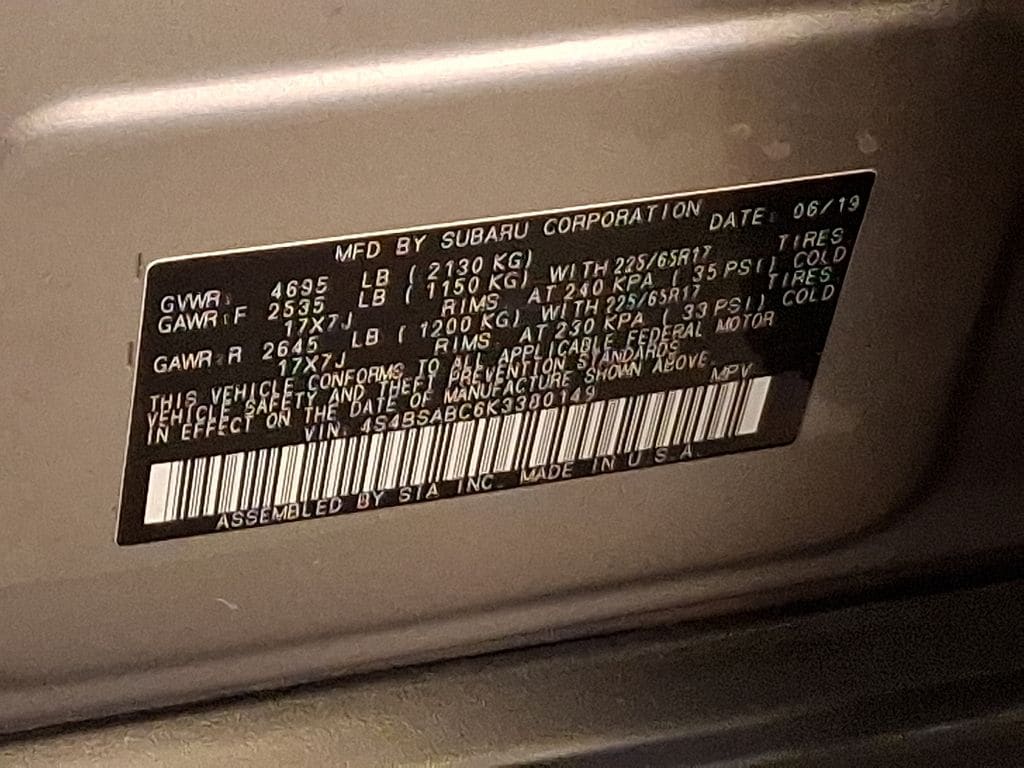 MFD BY SUBARU CORPORATION DATE: 06/19
GVWR: 4695 LB ( 2130 KG)
GAWR:F 2535 LB ( 1150 KG) WITH 225/65R17 TIRES
17X7J RIMS AT 240 KPA ( 35 PSI) COLD
GAWR:R 2645 LB ( 1200 KG) WITH 225/65R17 TIRES
17X7J RIMS AT 230 KPA ( 33 PSI) COLD
THIS VEHICLE CONFORMS TO ALL APPLICABLE FEDERAL MOTOR
VEHICLE SAFETY AND THEFT PREVENTION STANDARDS
IN EFFECT ON THE DATE OF MANUFACTURE SHOWN ABOVE.
VIN: 4S4BSABC6K3380149 MPV
ASSEMBLED BY SIA INC. MADE IN U.S.A.